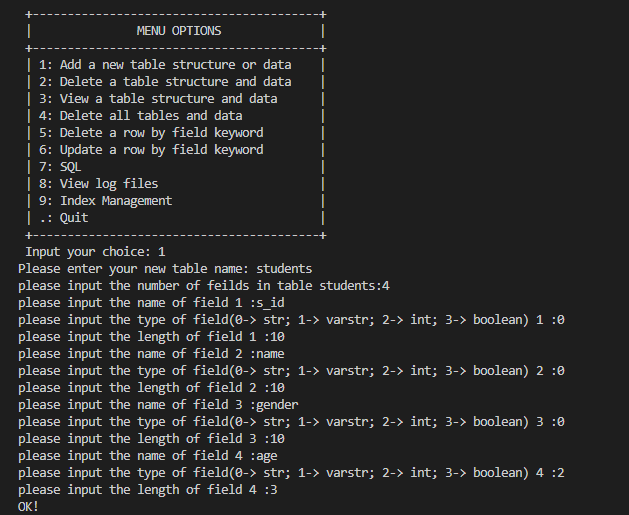 +-----------------------------------------+
| MENU OPTIONS |
+-----------------------------------------+
| 1: Add a new table structure or data |
| 2: Delete a table structure and data |
| 3: View a table structure and data |
| 4: Delete all tables and data |
| 5: Delete a row by field keyword |
| 6: Update a row by field keyword |
| 7: SQL |
| 8: View log files |
| 9: Index Management |
| .: Quit |
+-----------------------------------------+
Input your choice: 1
Please enter your new table name: students
please input the number of feilds in table students:4
please input the name of field 1 :s_id
please input the type of field(0-> str; 1-> varstr; 2-> int; 3-> boolean) 1 :0
please input the length of field 1 :10
please input the name of field 2 :name
please input the type of field(0-> str; 1-> varstr; 2-> int; 3-> boolean) 2 :0
please input the length of field 2 :10
please input the name of field 3 :gender
please input the type of field(0-> str; 1-> varstr; 2-> int; 3-> boolean) 3 :0
please input the length of field 3 :10
please input the name of field 4 :age
please input the type of field(0-> str; 1-> varstr; 2-> int; 3-> boolean) 4 :2
please input the length of field 4 :3
OK!